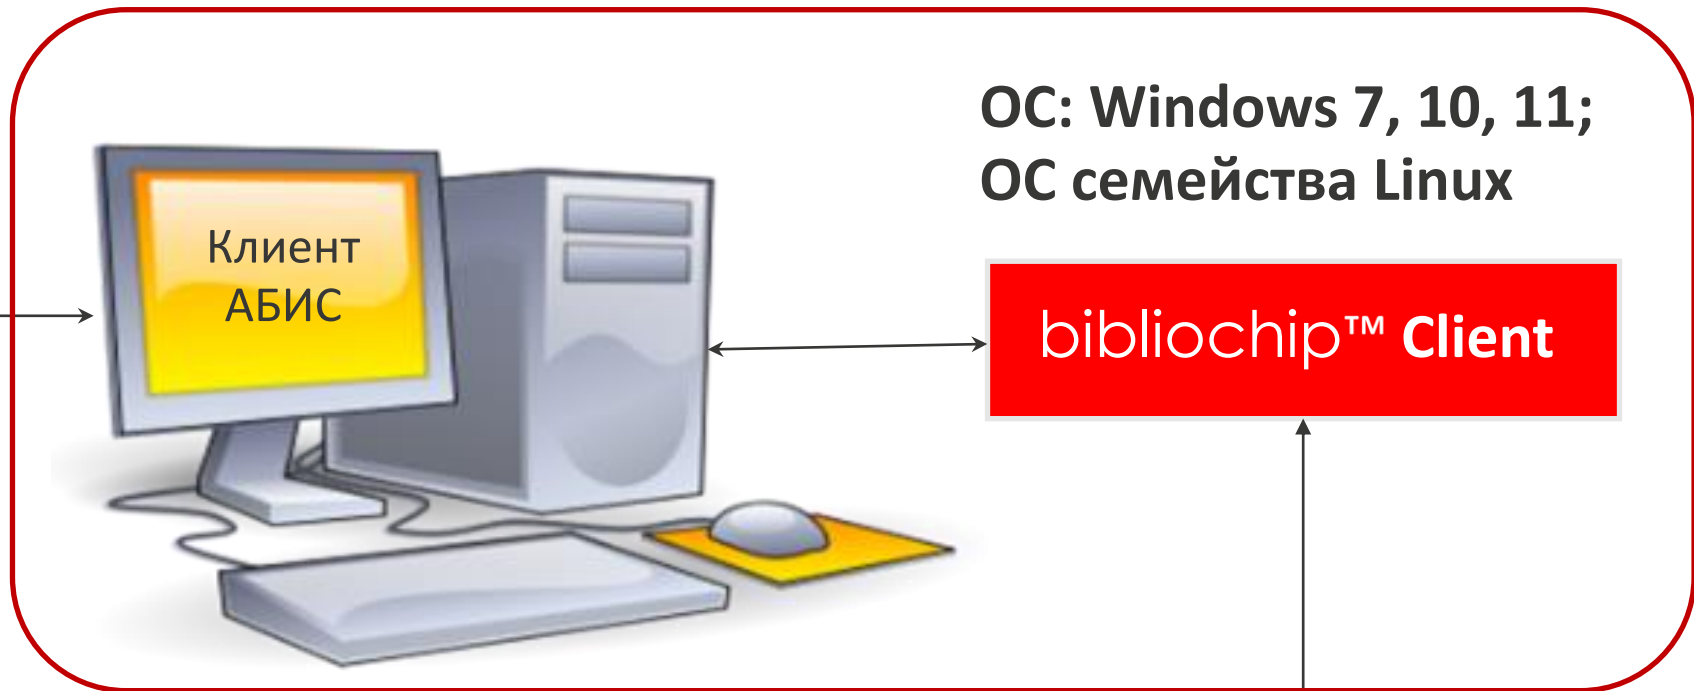 ОС: Windows 7, 10, 11;
ОС семейства Linux
Клиент
АБИС
bibliochip™ Client